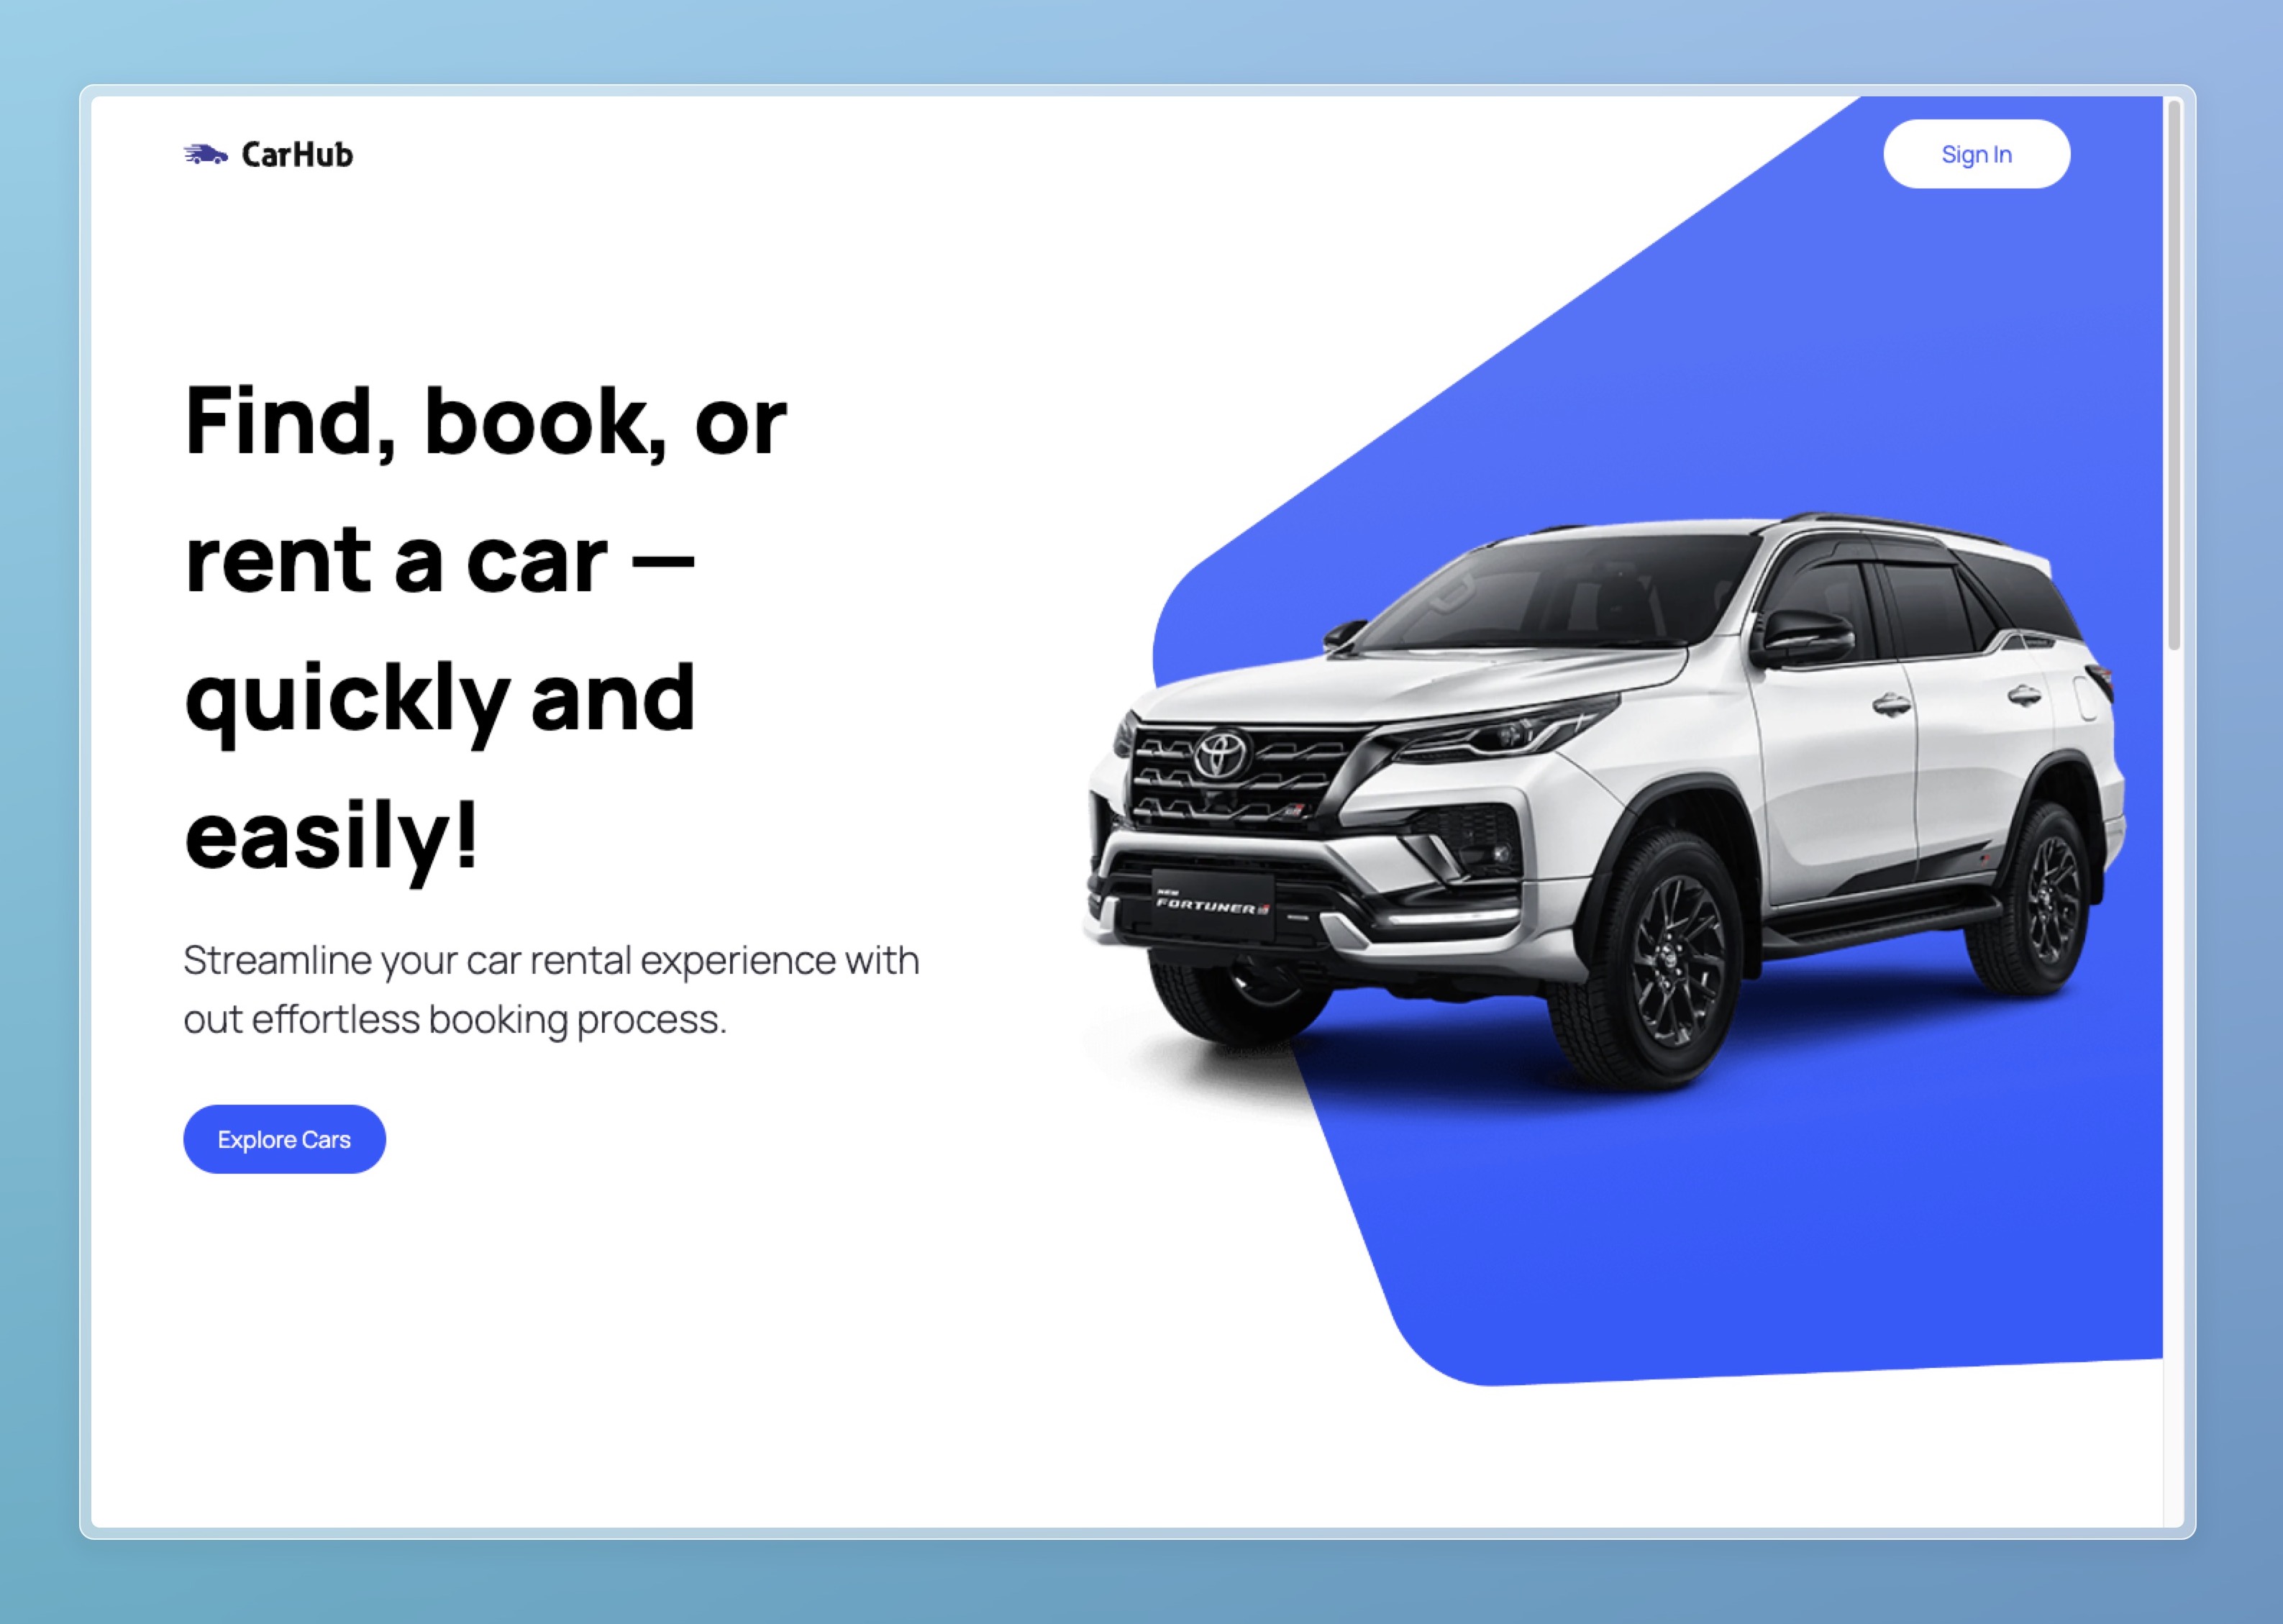 CarHub
Sign In
Find, book, or
rent a car —
quickly and
easily!
Streamline your car rental experience with
out effortless booking process.
Explore Cars
NEW
FORTUNER